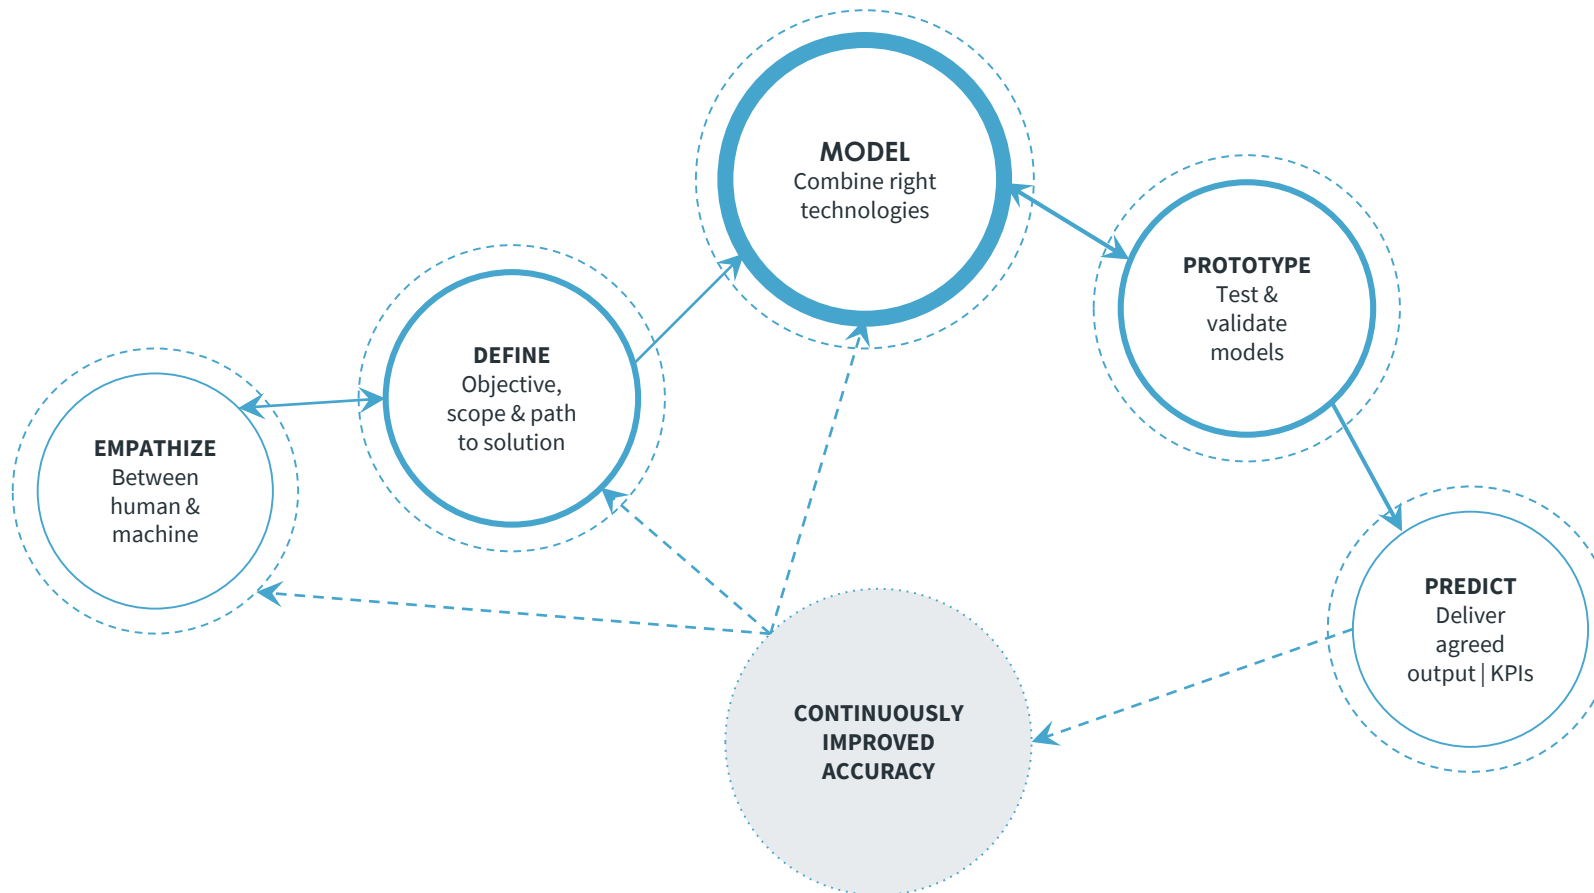 MODEL
Combine right
technologies
PROTOTYPE
Test &
validate
models
DEFINE
Objective,
scope & path
to solution
EMPATHIZE
Between
human &
machine
PREDICT
Deliver
agreed
output | KPIs
CONTINUOUSLY
IMPROVED
ACCURACY